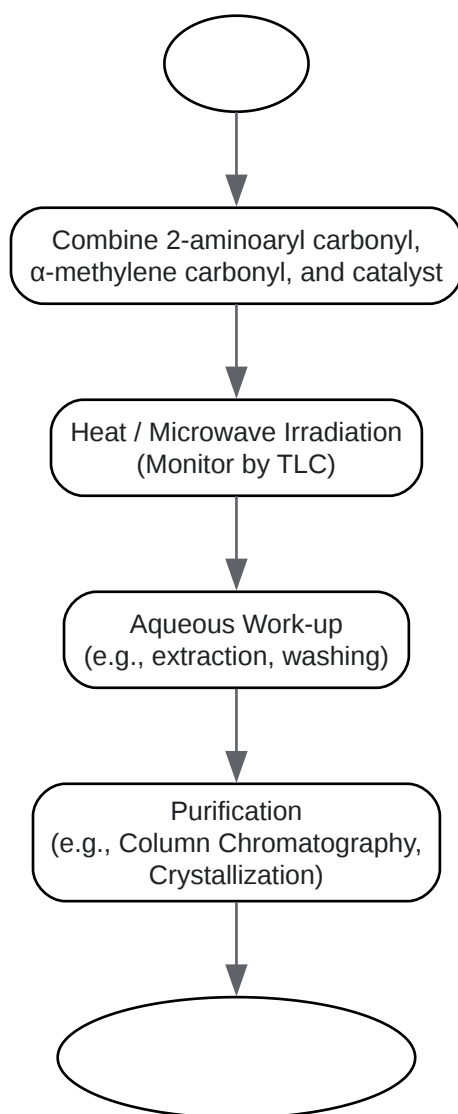 Combine 2-aminoaryl carbonyl,
α-methylene carbonyl, and catalyst
Heat / Microwave Irradiation
(Monitor by TLC)
Aqueous Work-up
(e.g., extraction, washing)
Purification
(e.g., Column Chromatography,
Crystallization)